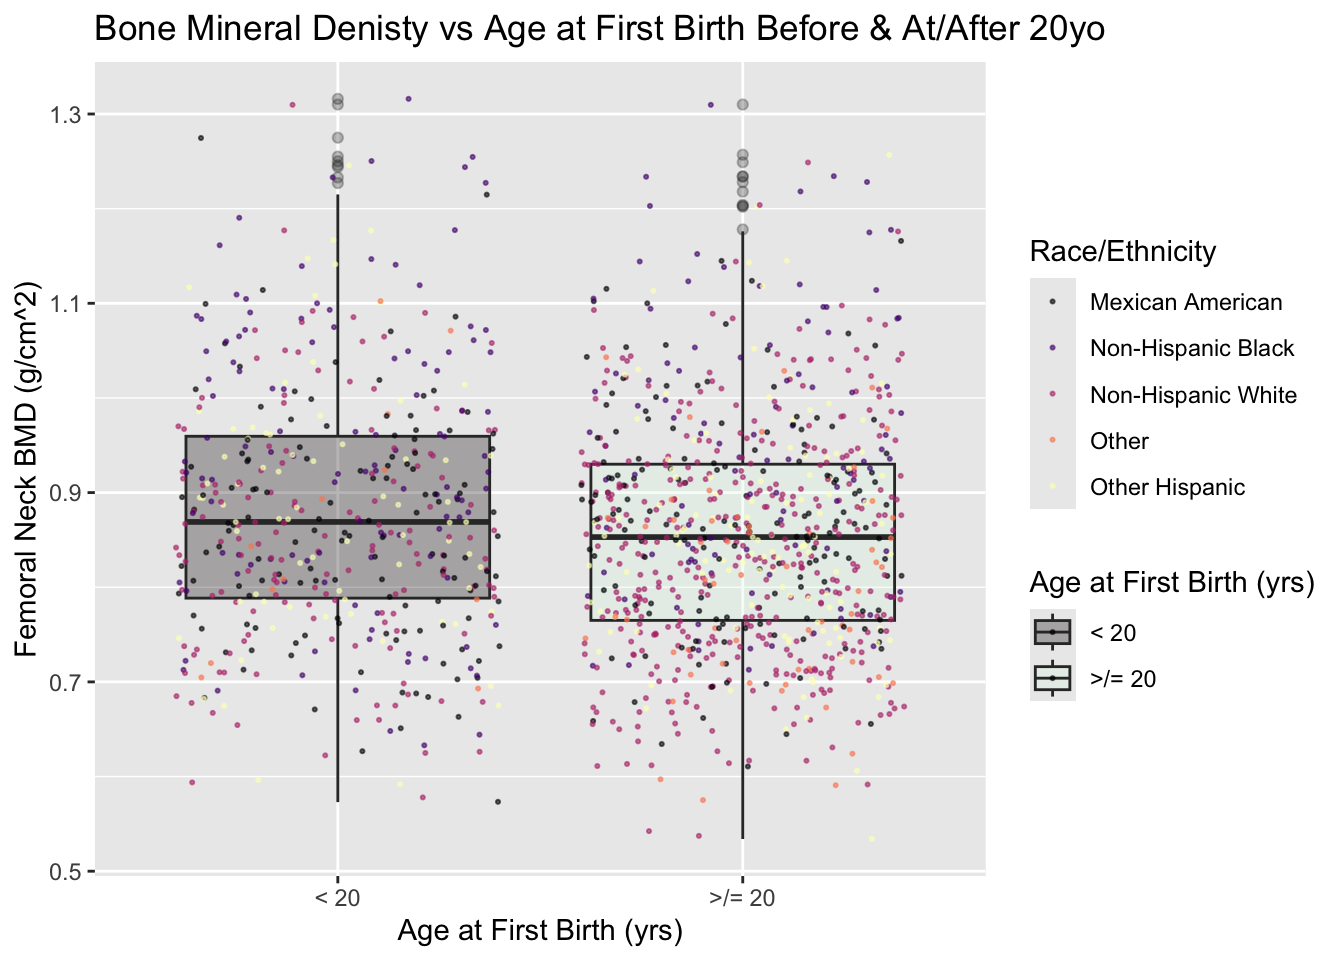 Bone Mineral Denisty vs Age at First Birth Before & At/After 20yo
Femoral Neck BMD (g/cm^2)
1.3
1.1
0.9
0.7
0.5
< 20
>/= 20
Age at First Birth (yrs)
Race/Ethnicity
Mexican American
Non-Hispanic Black
Non-Hispanic White
Other
Other Hispanic
Age at First Birth (yrs)
< 20
>/= 20